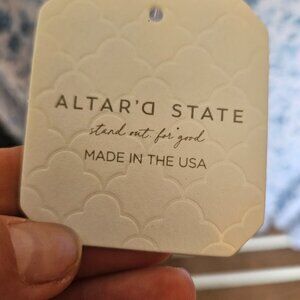 ALTAR'D STATE
stand out. for good
MADE IN THE USA